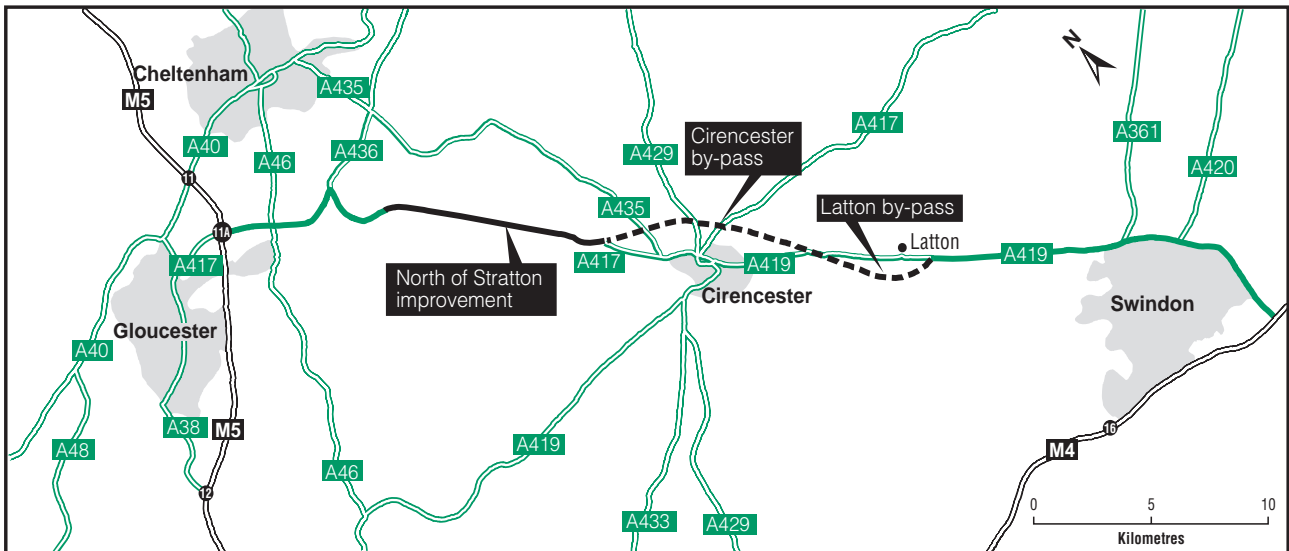 Cheltenham
M5
A435
A40
A46
A436
11
11A
A417
Gloucester
A40
A38
A48
M5
12
A46
North of Stratton
improvement
A429
A435
A417
Cirencester
by-pass
A417
Cirencester
A419
Latton by-pass
Latton
A419
A433
A429
A419
N
A361
A420
A419
Swindon
16
M4
0 5 10
Kilometres